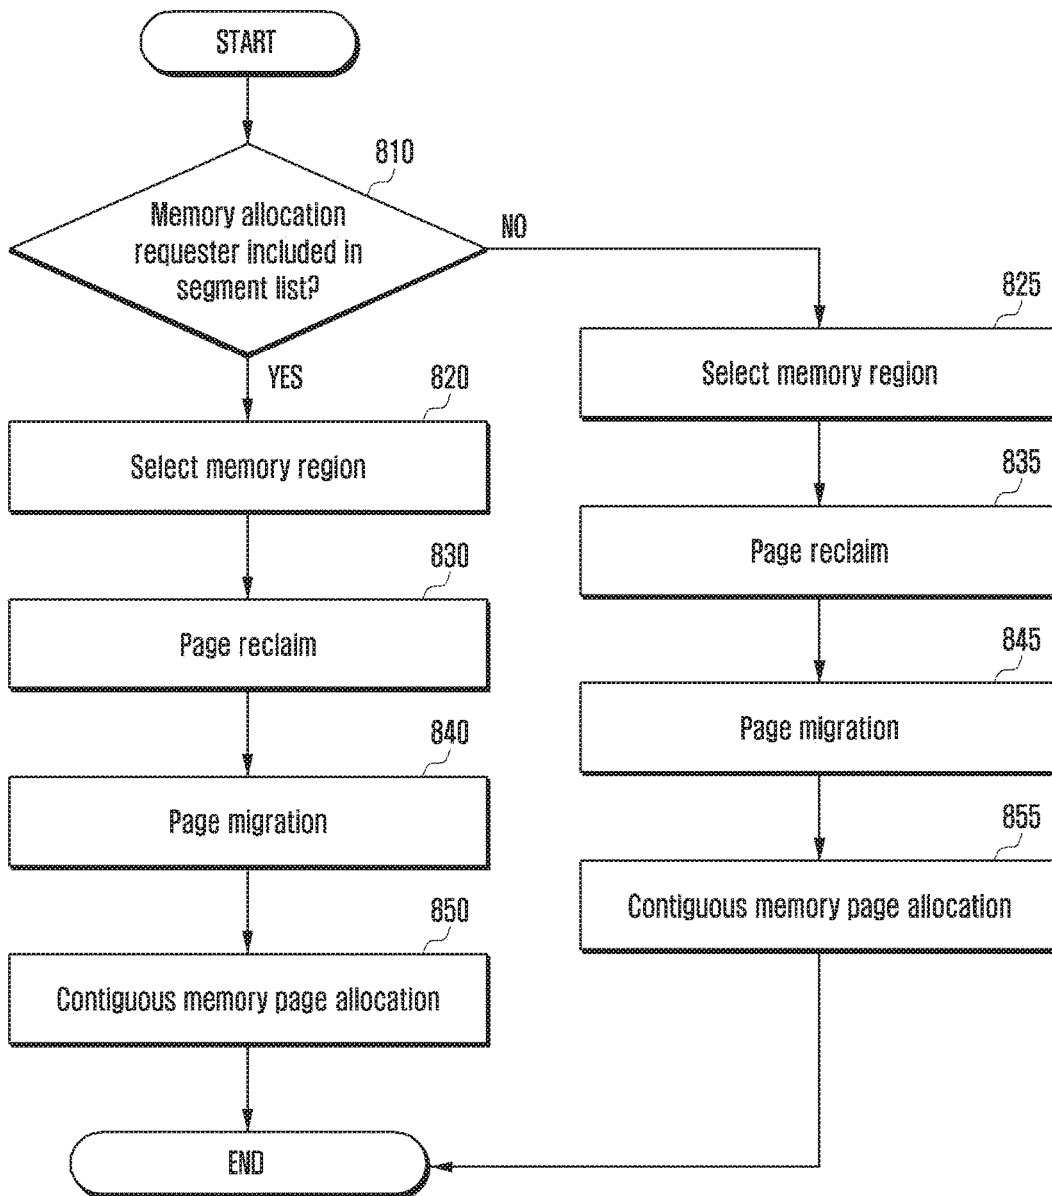 START
810
Memory allocation
requester included in
segment list?
NO
YES
820
Select memory region
830
Page reclaim
840
Page migration
850
Contiguous memory page allocation
825
Select memory region
835
Page reclaim
845
Page migration
855
Contiguous memory page allocation
END